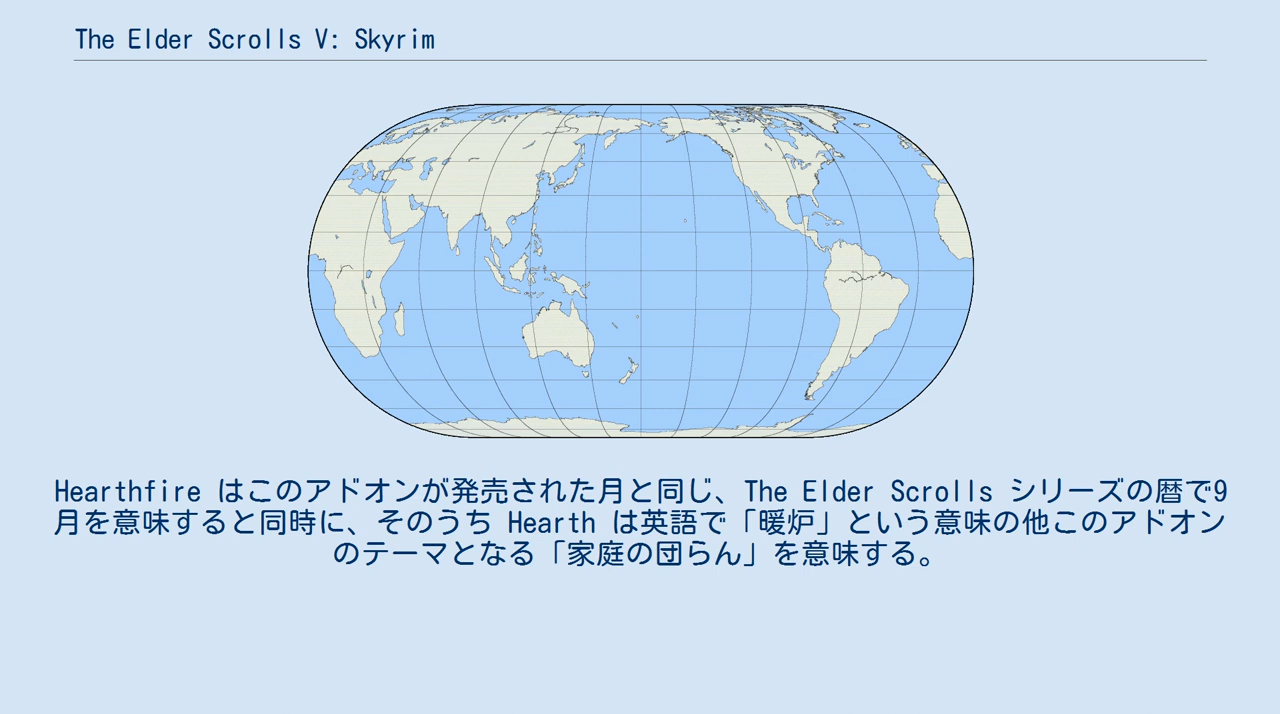 The Elder Scrolls V: Skyrim
Hearthfire はこのアドオンが発売された月と同じ、The Elder Scrolls シリーズの暦で9
月を意味すると同時に、そのうち Hearth は英語で「暖炉」という意味の他このアドオン
のテーマとなる「家庭の団らん」を意味する。